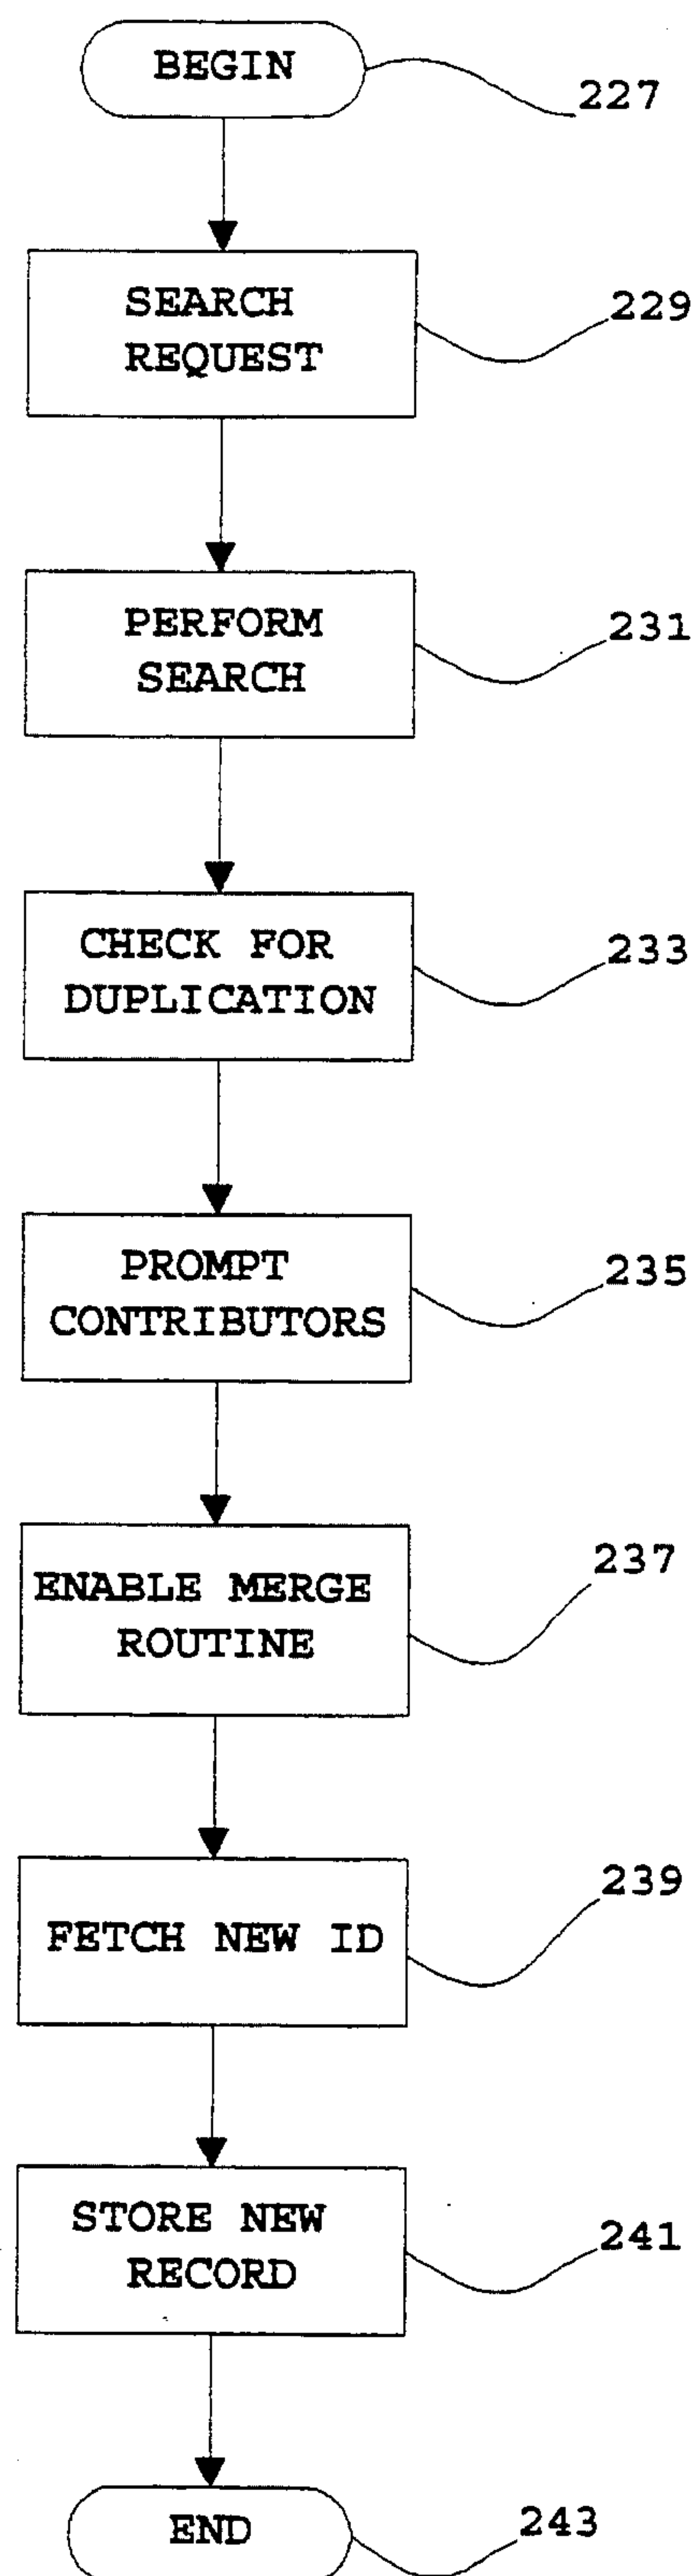 BEGIN
227
SEARCH
REQUEST
229
PERFORM
SEARCH
231
CHECK FOR
DUPLICATION
233
PROMPT
CONTRIBUTORS
235
ENABLE MERGE
ROUTINE
237
FETCH NEW ID
239
STORE NEW
RECORD
241
END
243